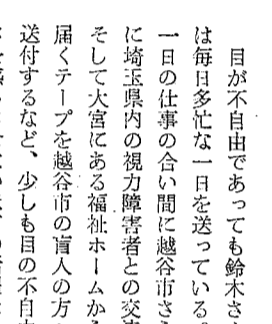 目が不自由であっても鈴木さ
は毎日多忙な一日を送っている。
一日の仕事の合い間に越谷市さ
に埼玉県内の視力障害者との交
そして大宮にある福祉ホームか
届くテープを越谷市の盲人の方
送付するなど、少しも目の不自